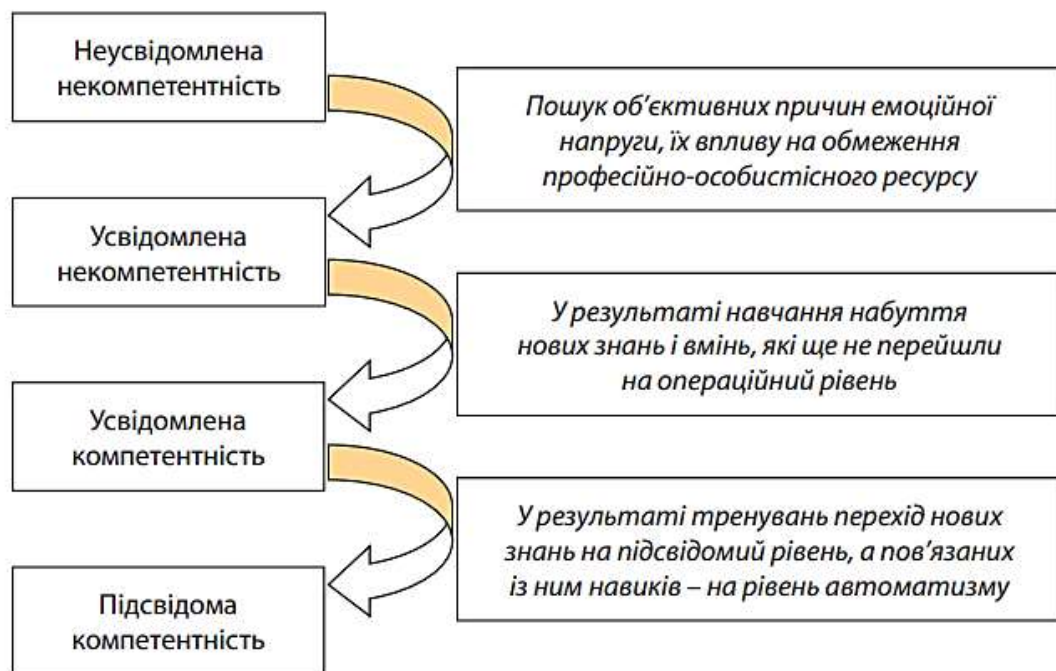 Неусвідомлена
некомпетентність
Пошук об’єктивних причин емоційної
напруги, їх впливу на обмеження
професійно-особистісного ресурсу
Усвідомлена
некомпетентність
У результаті навчання набуття
нових знань і вмінь, які ще не перейшли
на операційний рівень
Усвідомлена
компетентність
У результаті тренувань перехід нових
знань на підсвідомий рівень, а пов’язаних
із ним навиків – на рівень автоматизму
Підсвідома
компетентність